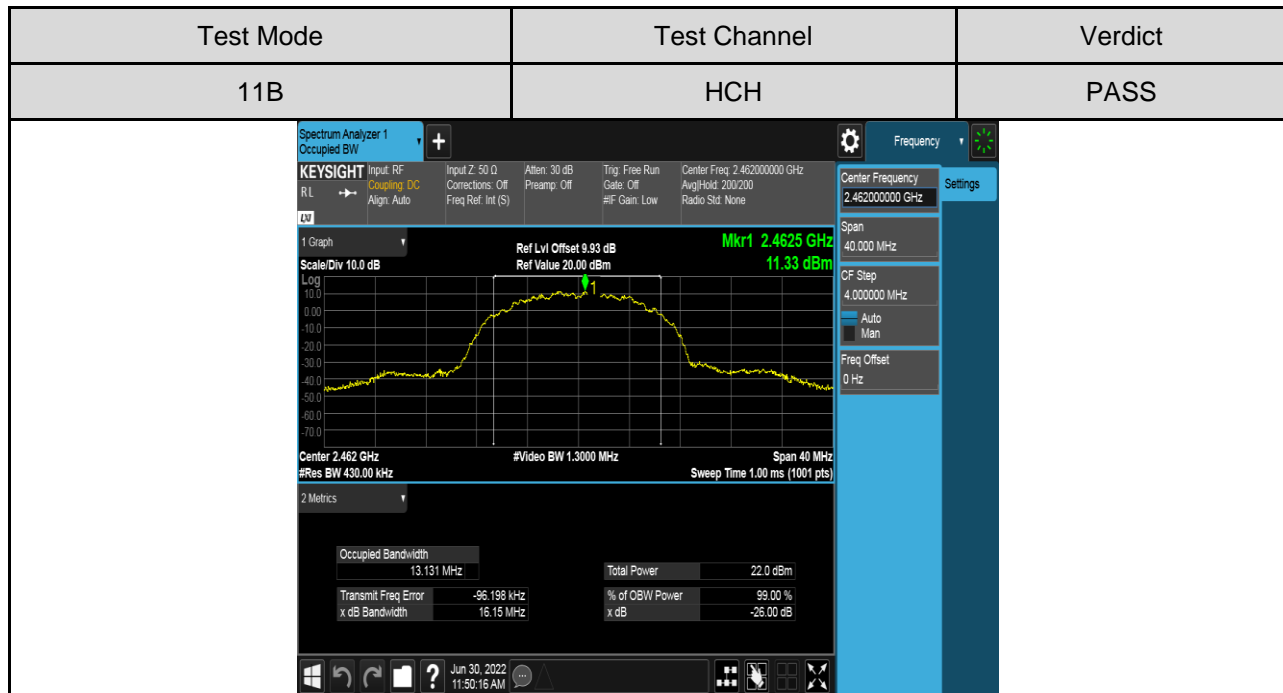 Test Mode Test Channel Verdict
11B HCH PASS
Spectrum Analyzer 1
Occupied BW
+
Frequency
KEYSIGHT Input: RF Input Z: 50 Ω Atten: 30 dB Trig: Free Run Center Freq: 2.462000000 GHz
RL Coupling: DC Corrections: Off Preamp: Off Gate: Off Avg|Hold: 200/200
Align: Auto Freq Ref: Int (S) #IF Gain: Low Radio Std: None
LXI
Center Frequency
2.462000000 GHz
Settings
Span
40.000 MHz
CF Step
4.000000 MHz
Auto
Man
Freq Offset
0 Hz
1 Graph Ref Lvl Offset 9.93 dB Mkr1 2.4625 GHz
Scale/Div 10.0 dB Ref Value 20.00 dBm 11.33 dBm
Log
1
10.0
0.00
-10.0
-20.0
-30.0
-40.0
-50.0
-60.0
-70.0
Center 2.462 GHz #Video BW 1.3000 MHz Span 40 MHz
#Res BW 430.00 kHz Sweep Time 1.00 ms (1001 pts)
2 Metrics
Occupied Bandwidth
13.131 MHz Total Power 22.0 dBm
Transmit Freq Error -96.198 kHz % of OBW Power 99.00 %
x dB Bandwidth 16.15 MHz x dB -26.00 dB
? Jun 30, 2022
11:50:16 AM